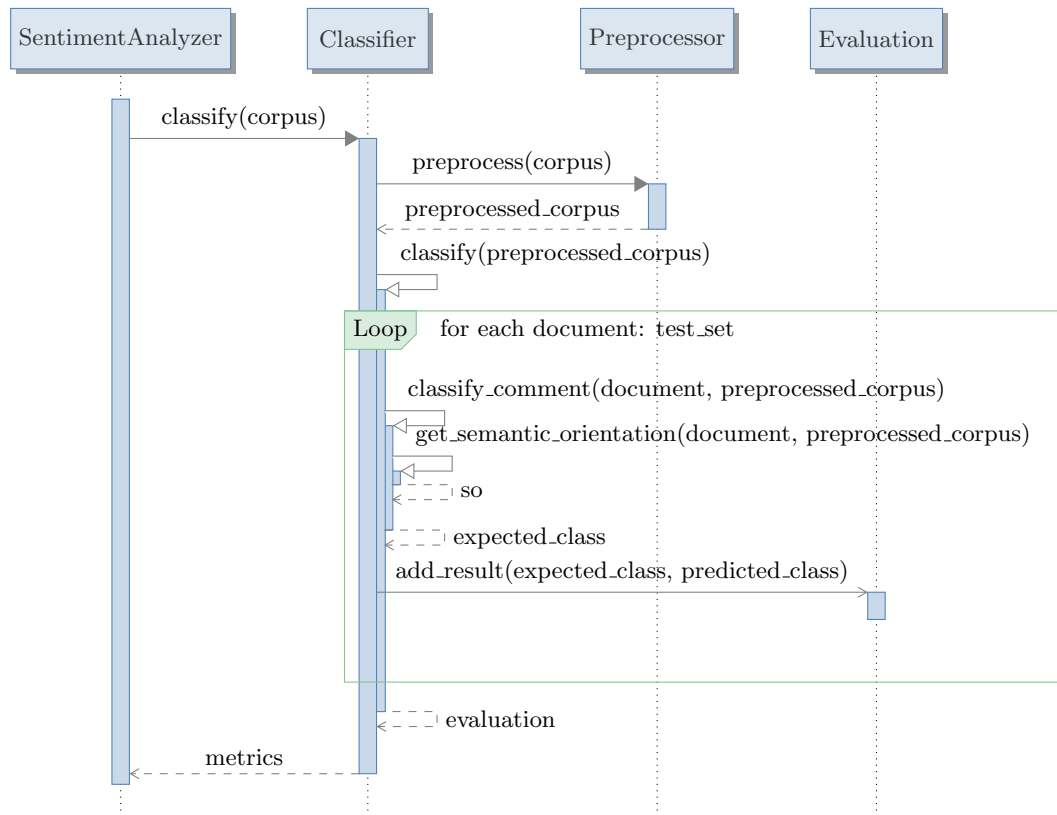 SentimentAnalyzer
Classifier
Preprocessor
Evaluation
classify(corpus)
preprocess(corpus)
preprocessed_corpus
classify(preprocessed_corpus)
Loop for each document: test_set
classify_comment(document, preprocessed_corpus)
get_semantic_orientation(document, preprocessed_corpus)
so
expected_class
add_result(expected_class, predicted_class)
evaluation
metrics